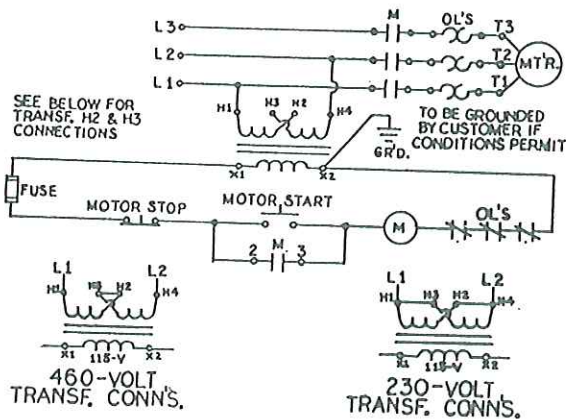 L3 M OL'S T3
L2 T2 MT'R.
L1 T1
SEE BELOW FOR
TRANSF. H2 & H3
CONNECTIONS
H1 H3 H2 H4
TO BE GROUNDED
BY CUSTOMER IF
CONDITIONS PERMIT
GR'D.
X1 X2
FUSE
MOTOR STOP MOTOR START
M OL'S
2 M 3
L1 L2
H1 H3 H2 H4
X1 115-V X2
460-VOLT
TRANSF. CONN'S.
L1 L2
H1 H3 H2 H4
X1 115-V X2
230-VOLT
TRANSF. CONN'S.